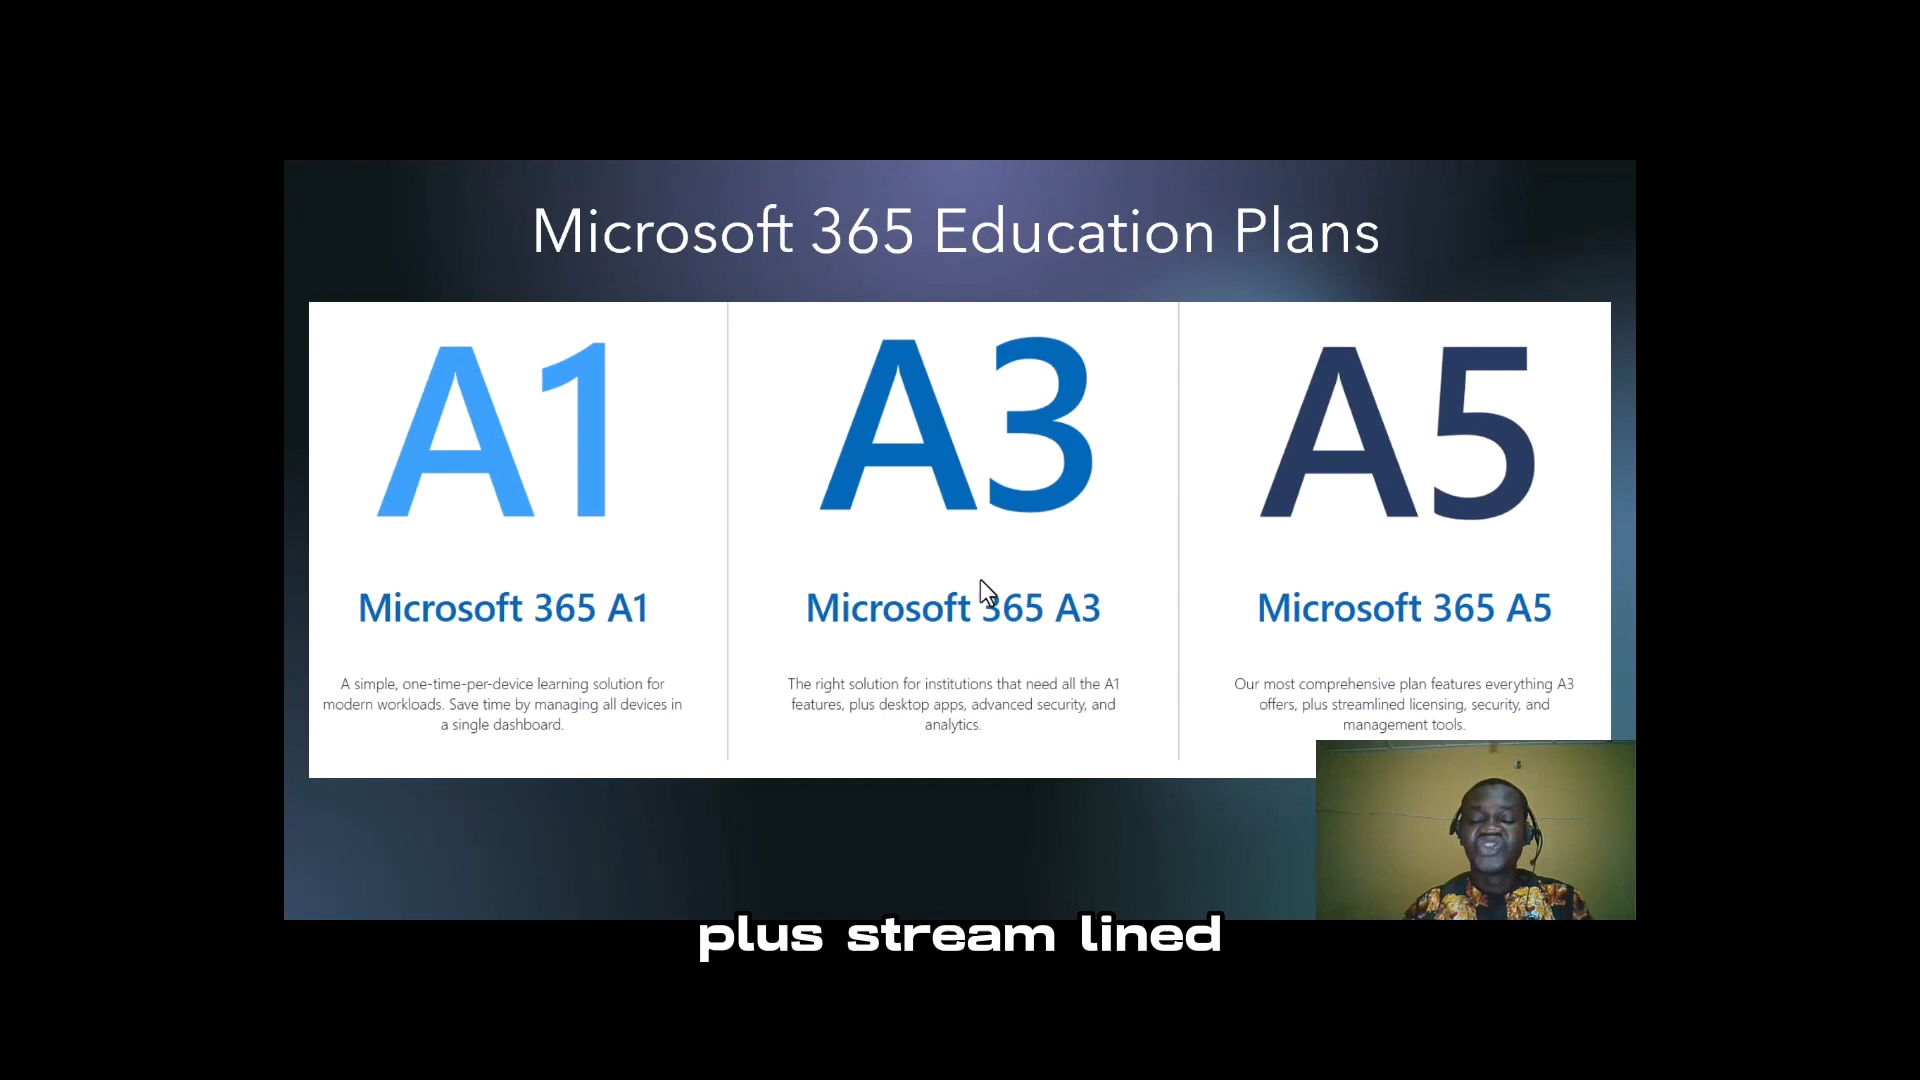 Microsoft 365 Education Plans
A1
A3
A5
Microsoft 365 A1
Microsoft 365 A3
Microsoft 365 A5
A simple, one-time-per-device learning solution for
modern workloads. Save time by managing all devices in
a single dashboard.
The right solution for institutions that need all the A1
features, plus desktop apps, advanced security, and
analytics.
Our most comprehensive plan features everything A3
offers, plus streamlined licensing, security, and
management tools.
plus stream lined